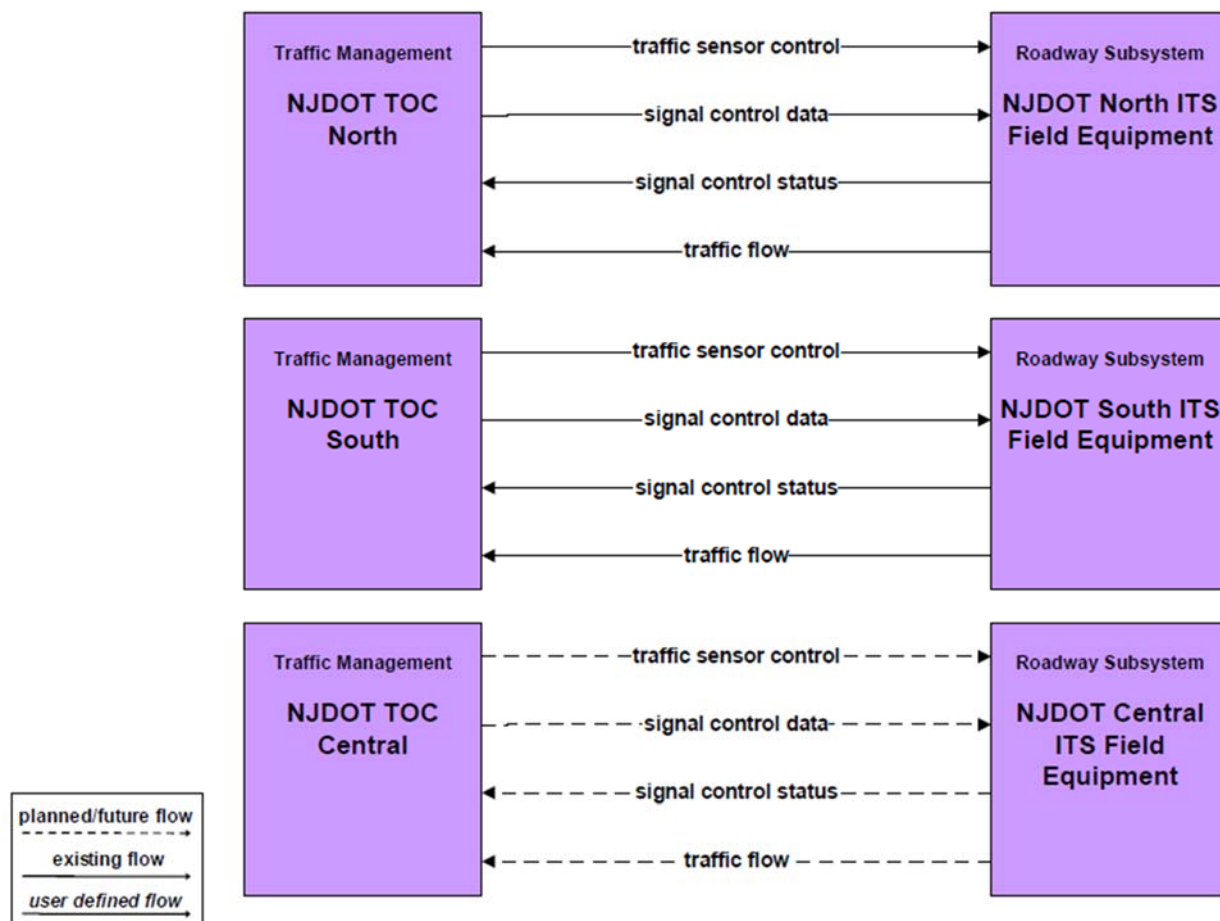 Traffic Management
NJDOT TOC
North
traffic sensor control
signal control data
signal control status
traffic flow
Roadway Subsystem
NJDOT North ITS
Field Equipment
Traffic Management
NJDOT TOC
South
traffic sensor control
signal control data
signal control status
traffic flow
Roadway Subsystem
NJDOT South ITS
Field Equipment
Traffic Management
NJDOT TOC
Central
traffic sensor control
signal control data
signal control status
traffic flow
Roadway Subsystem
NJDOT Central
ITS Field
Equipment
planned/future flow
existing flow
user defined flow